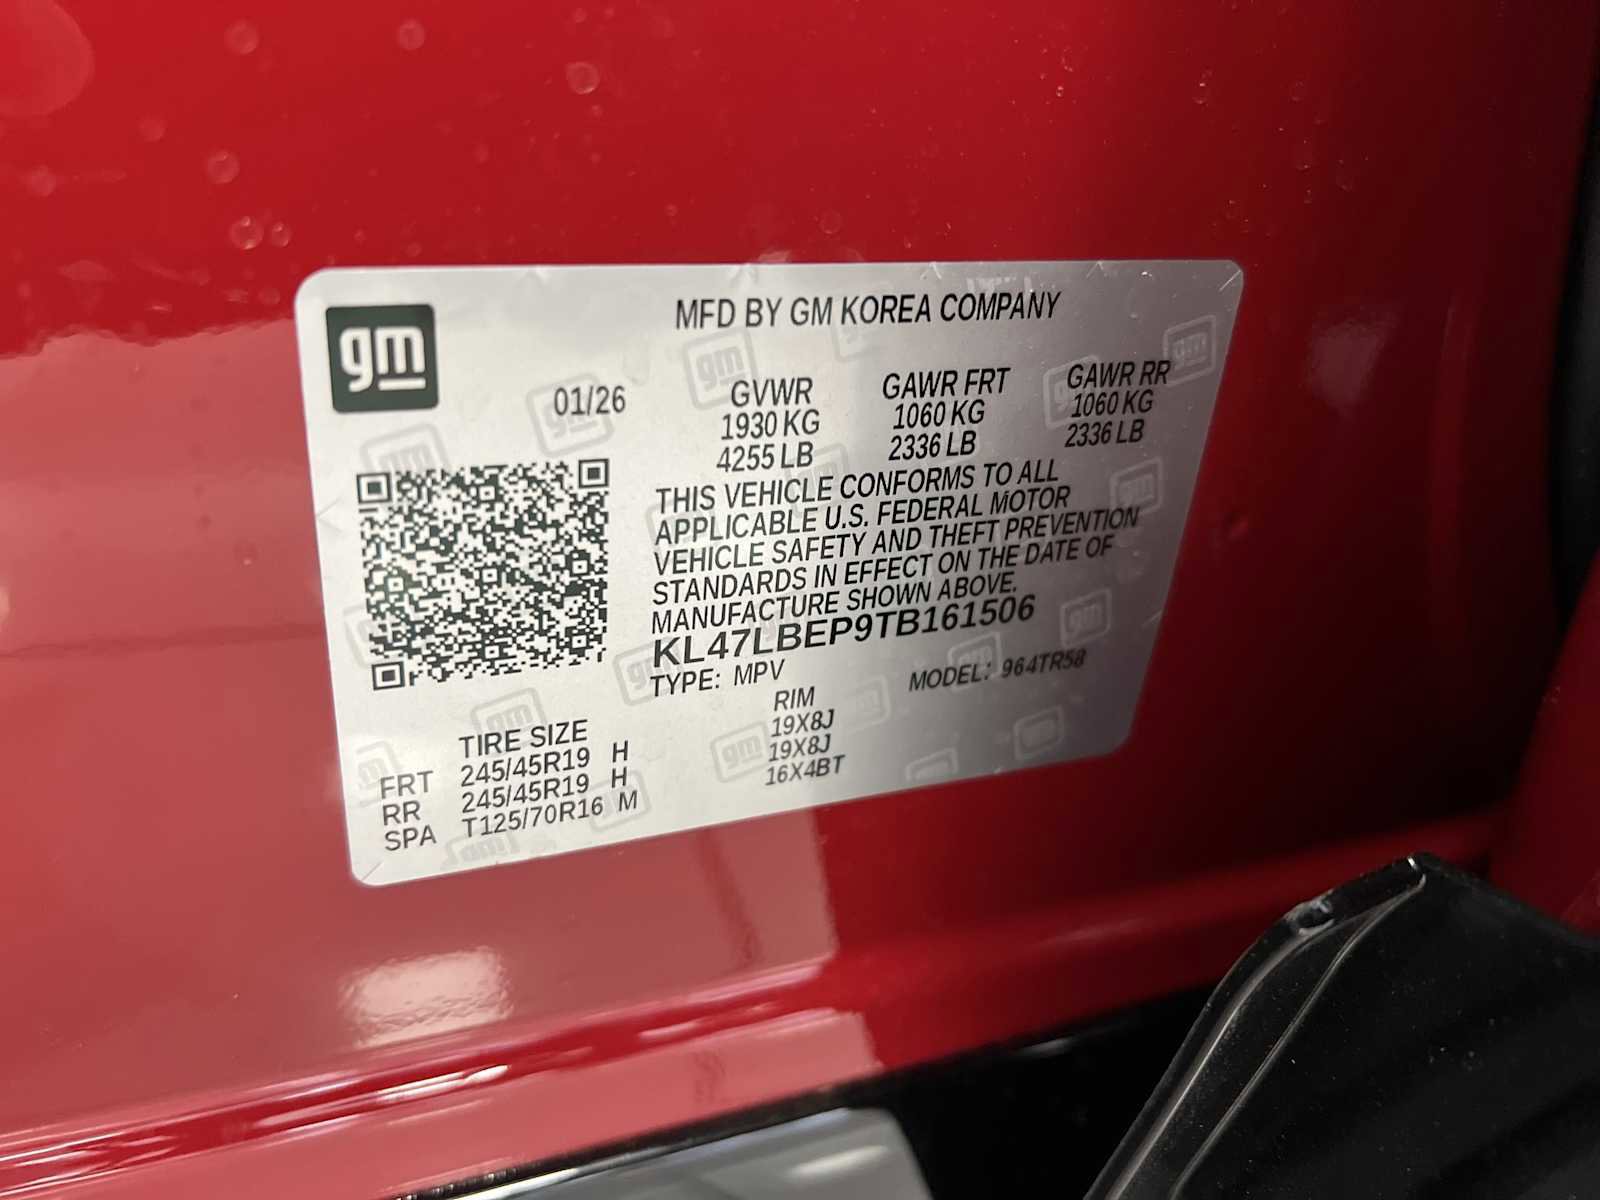 gm
MFD BY GM KOREA COMPANY
01/26
GVWR GAWR FRT GAWR RR
1930 KG 1060 KG 1060 KG
4255 LB 2336 LB 2336 LB
THIS VEHICLE CONFORMS TO ALL
APPLICABLE U.S. FEDERAL MOTOR
VEHICLE SAFETY AND THEFT PREVENTION
STANDARDS IN EFFECT ON THE DATE OF
MANUFACTURE SHOWN ABOVE.
KL47LBEP9TB161506
TYPE: MPV MODEL: 964TR58
TIRE SIZE RIM
FRT 245/45R19 H 19X8J
RR 245/45R19 H 19X8J
SPA T125/70R16 M 16X4BT